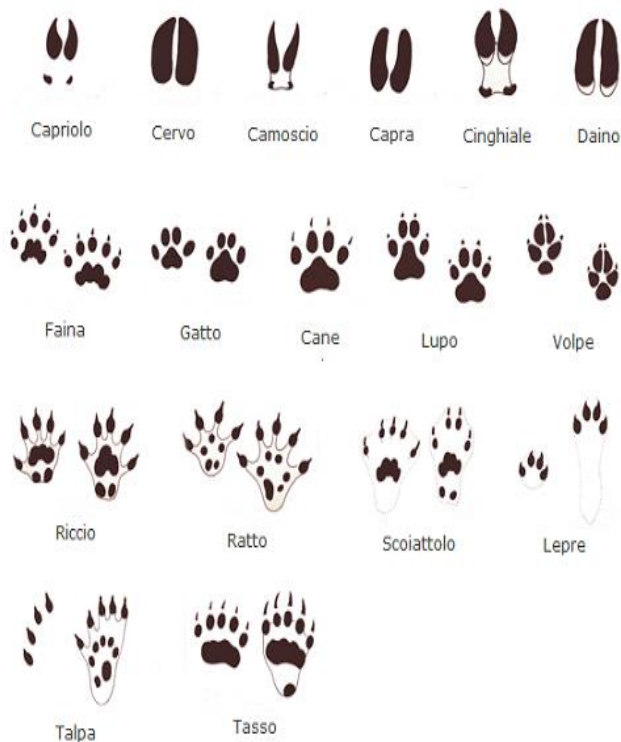 Capriolo Cervo Camoscio Capra Cinghiale Daino
Faina Gatto Cane Lupo Volpe
Riccio Ratto Scoiattolo Lepre
Talpa Tasso